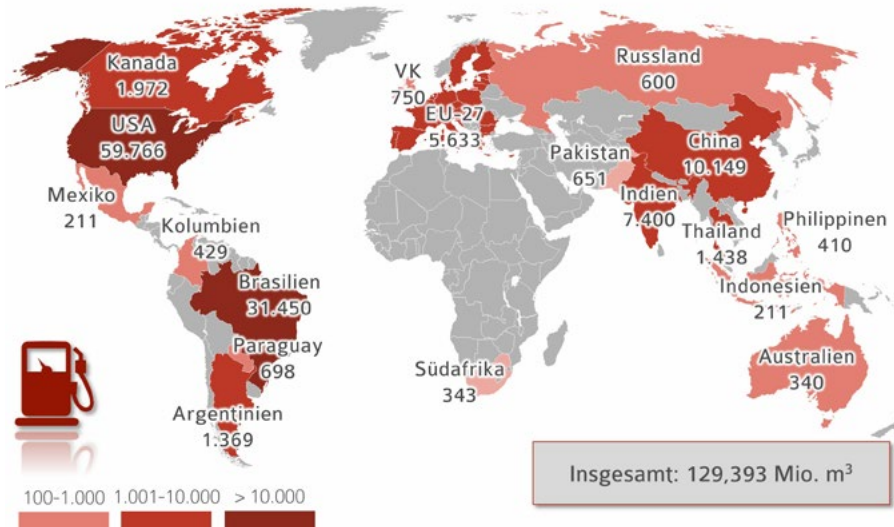 Kanada
1.972
USA
59.766
Mexiko
211
Kolumbien
429
Brasilien
31.450
Paraguay
698
Argentinien
1.369
VK
750
EU-27
5.633
Russland
600
Pakistan
651
China
10.149
Indien
7.400
Thailand
1.438
Philippinen
410
Indonesien
211
Südafrika
343
Australien
340
Insgesamt: 129,393 Mio. m³
100-1.000 1.001-10.000 > 10.000